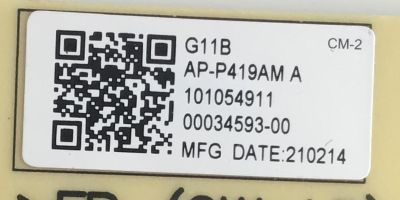 G11B CM-2
AP-P419AM A
101054911
00034593-00
MFG DATE:210214